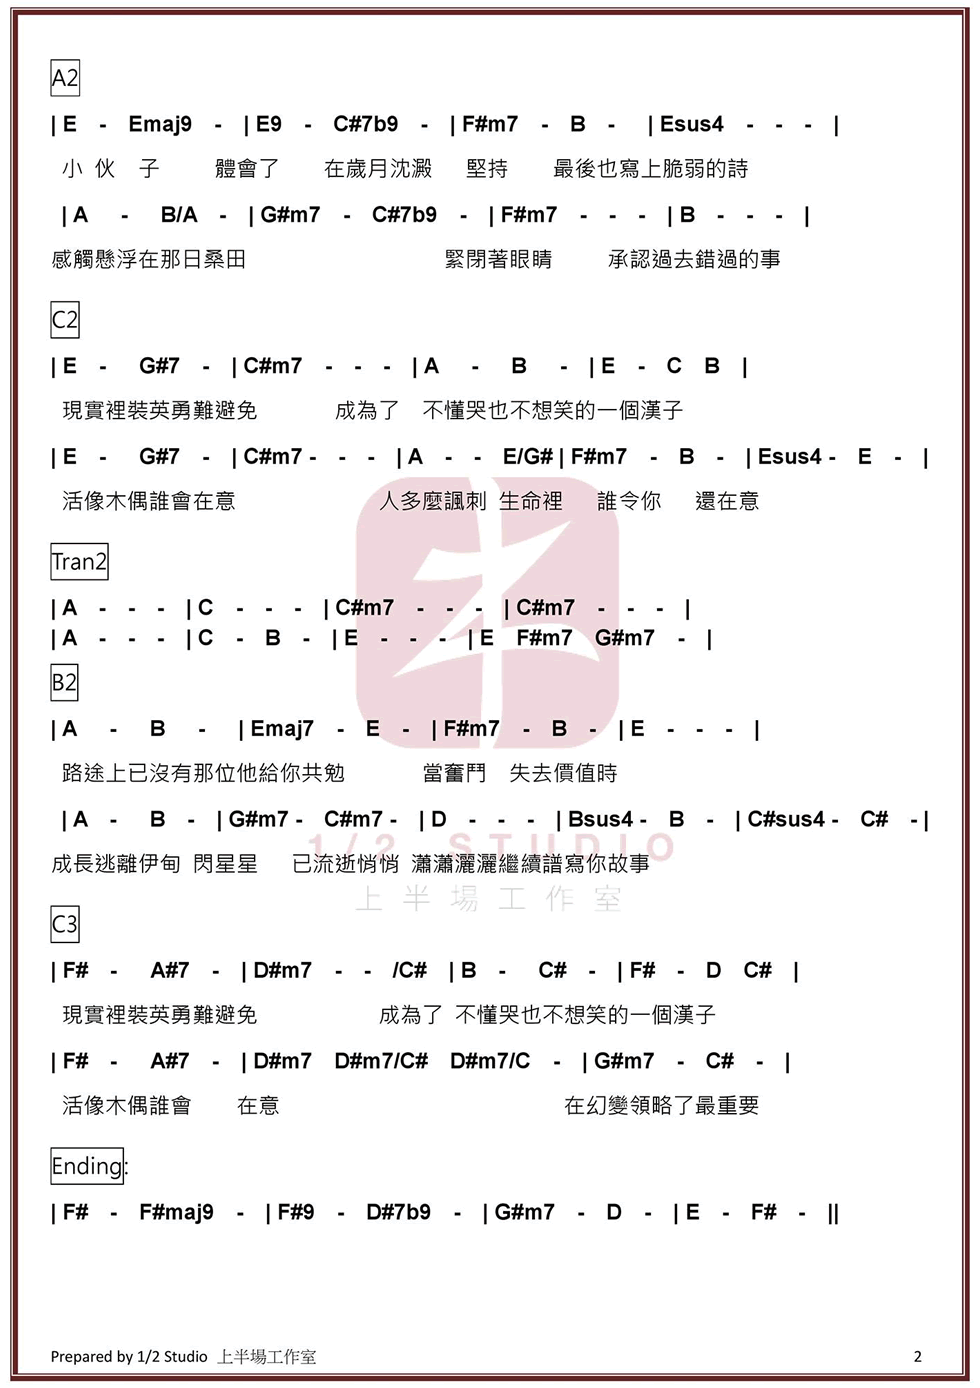 A2
| E - Emaj9 - | E9 - C#7b9 - | F#m7 - B - | Esus4 - - - |
小 伙 子 體會了 在歲月沈澱 堅持 最後也寫上脆弱的詩
| A - B/A - | G#m7 - C#7b9 - | F#m7 - - - | B - - - |
感觸懸浮在那日桑田 緊閉著眼睛 承認過去錯過的事
C2
| E - G#7 - | C#m7 - - - | A - B - | E - C B |
現實裡裝英勇難避免 成為了 不懂哭也不想笑的一個漢子
| E - G#7 - | C#m7 - - - | A - - E/G# | F#m7 - B - | Esus4 - E - |
活像木偶誰會在意 人多麼諷刺 生命裡 誰令你 還在意
Tran2
| A - - - | C - - - | C#m7 - - - | C#m7 - - - |
| A - - - | C - B - | E - - - | E F#m7 G#m7 - |
B2
| A - B - | Emaj7 - E - | F#m7 - B - | E - - - |
路途上已沒有那位他給你共勉 當奮鬥 失去價值時
| A - B - | G#m7 - C#m7 - | D - - - | Bsus4 - B - | C#sus4 - C# - |
1/2 STUDIO
成長逃離伊甸 閃星星 已流逝悄悄 瀟瀟灑灑繼續譜寫你故事
上半場工作室
C3
| F# - A#7 - | D#m7 - - /C# | B - C# - | F# - D C# |
現實裡裝英勇難避免 成為了 不懂哭也不想笑的一個漢子
| F# - A#7 - | D#m7 D#m7/C# D#m7/C - | G#m7 - C# - |
活像木偶誰會 在意 在幻變領略了最重要
Ending:
| F# - F#maj9 - | F#9 - D#7b9 - | G#m7 - D - | E - F# - ||
Prepared by 1/2 Studio 上半場工作室 2